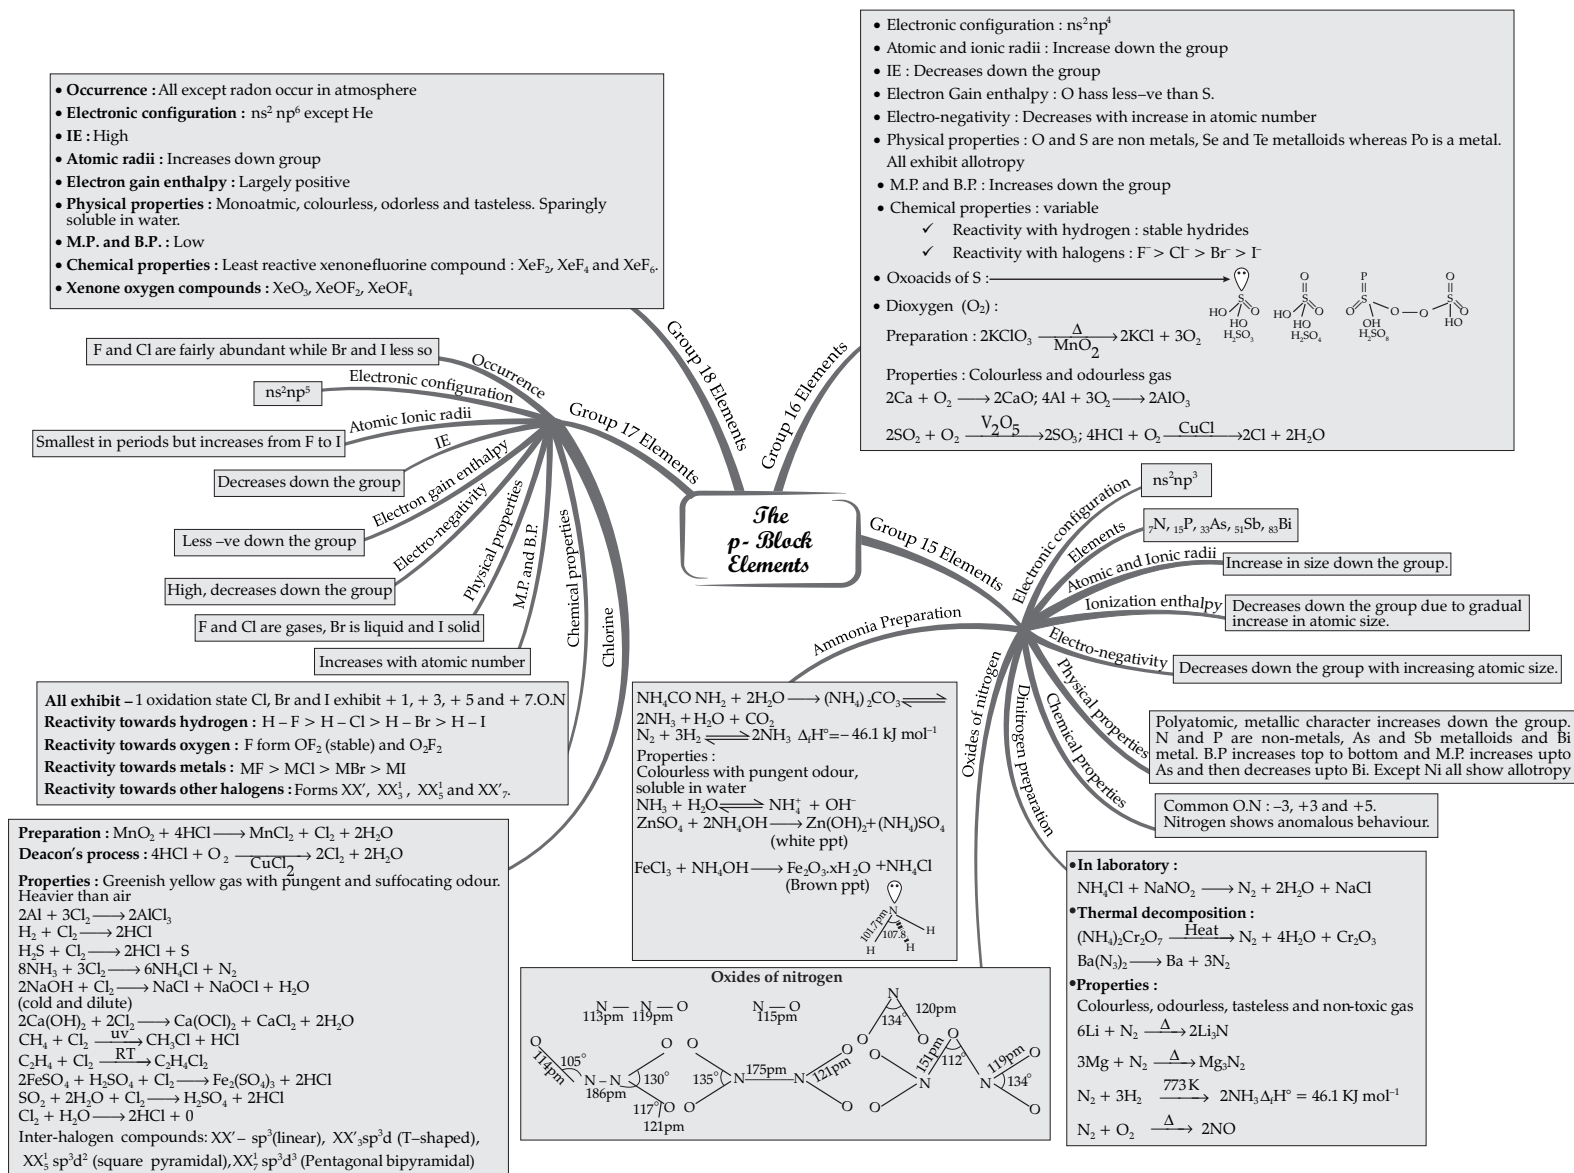 The
p- Block
Elements
Group 18 Elements
• Occurrence : All except radon occur in atmosphere
• Electronic configuration : ns² np⁶ except He
• IE : High
• Atomic radii : Increases down group
• Electron gain enthalpy : Largely positive
• Physical properties : Monoatmic, colourless, odorless and tasteless. Sparingly
soluble in water.
• M.P. and B.P. : Low
• Chemical properties : Least reactive xenone-fluorine compound : XeF₂, XeF₄ and XeF₆.
• Xenone oxygen compounds : XeO₃, XeOF₂, XeOF₄
Group 16 Elements
• Electronic configuration : ns²np⁴
• Atomic and ionic radii : Increase down the group
• IE : Decreases down the group
• Electron Gain enthalpy : O hass less–ve than S.
• Electro-negativity : Decreases with increase in atomic number
• Physical properties : O and S are non metals, Se and Te metalloids whereas Po is a metal.
All exhibit allotropy
• M.P. and B.P. : Increases down the group
• Chemical properties : variable
✓ Reactivity with hydrogen : stable hydrides
✓ Reactivity with halogens : F⁻ > Cl⁻ > Br⁻ > I⁻
• Oxoacids of S :
S
HO
O
HO
H₂SO₃
O
S
HO
O
HO
H₂SO₄
P
S
O
OH
O – O
H₂SO₈
O
S
O
HO
• Dioxygen (O₂) :
Preparation : 2KClO₃ —Δ/MnO₂→ 2KCl + 3O₂
Properties : Colourless and odourless gas
2Ca + O₂ → 2CaO; 4Al + 3O₂ → 2AlO₃
2SO₂ + O₂ —V₂O₅→ 2SO₃; 4HCl + O₂ —CuCl→ 2Cl + 2H₂O
Group 17 Elements
Occurrence
F and Cl are fairly abundant while Br and I less so
Electronic configuration
ns²np⁵
Atomic Ionic radii
Smallest in periods but increases from F to I
IE
Decreases down the group
Electron gain enthalpy
Less –ve down the group
Electro-negativity
High, decreases down the group
Physical properties
F and Cl are gases, Br is liquid and I solid
M.P. and B.P.
Increases with atomic number
Chemical properties
All exhibit – 1 oxidation state Cl, Br and I exhibit + 1, + 3, + 5 and + 7.O.N
Reactivity towards hydrogen : H – F > H – Cl > H – Br > H – I
Reactivity towards oxygen : F form OF₂ (stable) and O₂F₂
Reactivity towards metals : MF > MCl > MBr > MI
Reactivity towards other halogens : Forms XX′, XX¹₃, XX¹₅ and XX′₇.
Chlorine
Preparation : MnO₂ + 4HCl → MnCl₂ + Cl₂ + 2H₂O
Deacon's process : 4HCl + O₂ —CuCl₂→ 2Cl₂ + 2H₂O
Properties : Greenish yellow gas with pungent and suffocating odour.
Heavier than air
2Al + 3Cl₂ → 2AlCl₃
H₂ + Cl₂ → 2HCl
H₂S + Cl₂ → 2HCl + S
8NH₃ + 3Cl₂ → 6NH₄Cl + N₂
2NaOH + Cl₂ → NaCl + NaOCl + H₂O
(cold and dilute)
2Ca(OH)₂ + 2Cl₂ → Ca(OCl)₂ + CaCl₂ + 2H₂O
CH₄ + Cl₂ —uv→ CH₃Cl + HCl
C₂H₄ + Cl₂ —RT→ C₂H₄Cl₂
2FeSO₄ + H₂SO₄ + Cl₂ → Fe₂(SO₄)₃ + 2HCl
SO₂ + 2H₂O + Cl₂ → H₂SO₄ + 2HCl
Cl₂ + H₂O → 2HCl + 0
Inter-halogen compounds: XX′ – sp³(linear), XX′₃sp³d (T–shaped),
XX¹₅ sp³d² (square pyramidal), XX¹₇ sp³d³ (Pentagonal bipyramidal)
Group 15 Elements
Electronic configuration
ns²np³
Elements
₇N, ₁₅P, ₃₃As, ₅₁Sb, ₈₃Bi
Atomic and Ionic radii
Increase in size down the group.
Ionization enthalpy
Decreases down the group due to gradual
increase in atomic size.
Electro-negativity
Decreases down the group with increasing atomic size.
Physical properties
Polyatomic, metallic character increases down the group.
N and P are non-metals, As and Sb metalloids and Bi
metal. B.P increases top to bottom and M.P. increases upto
As and then decreases upto Bi. Except Ni all show allotropy
Chemical properties
Common O.N : –3, +3 and +5.
Nitrogen shows anomalous behaviour.
Dinitrogen preparation
• In laboratory :
NH₄Cl + NaNO₂ → N₂ + 2H₂O + NaCl
• Thermal decomposition :
(NH₄)₂Cr₂O₇ —Heat→ N₂ + 4H₂O + Cr₂O₃
Ba(N₃)₂ → Ba + 3N₂
• Properties :
Colourless, odourless, tasteless and non-toxic gas
6Li + N₂ —Δ→ 2Li₃N
3Mg + N₂ —Δ→ Mg₃N₂
N₂ + 3H₂ —773 K→ 2NH₃ ΔfH° = 46.1 KJ mol⁻¹
N₂ + O₂ —Δ→ 2NO
Ammonia Preparation
NH₄CO NH₂ + 2H₂O → (NH₄)₂CO₃ ⇌
2NH₃ + H₂O + CO₂
N₂ + 3H₂ ⇌ 2NH₃ ΔfH° = – 46.1 kJ mol⁻¹
Properties :
Colourless with pungent odour,
soluble in water
NH₃ + H₂O ⇌ NH₄⁺ + OH⁻
ZnSO₄ + 2NH₄OH → Zn(OH)₂ + (NH₄)SO₄
(white ppt)
FeCl₃ + NH₄OH → Fe₂O₃.xH₂O + NH₄Cl
(Brown ppt)
N
101.7pm
107.8
H
H
H
Oxides of nitrogen
Oxides of nitrogen
N — N — O
113pm 119pm
N – O
115pm
N
120pm
134°
O O
O
114pm
105°
N – N
186pm
O
130°
117°
O
121pm
O
O
135°
N
175pm
N
O
121pm
O
O
O
N
151pm
O
112°
N
119pm
O
134°
O